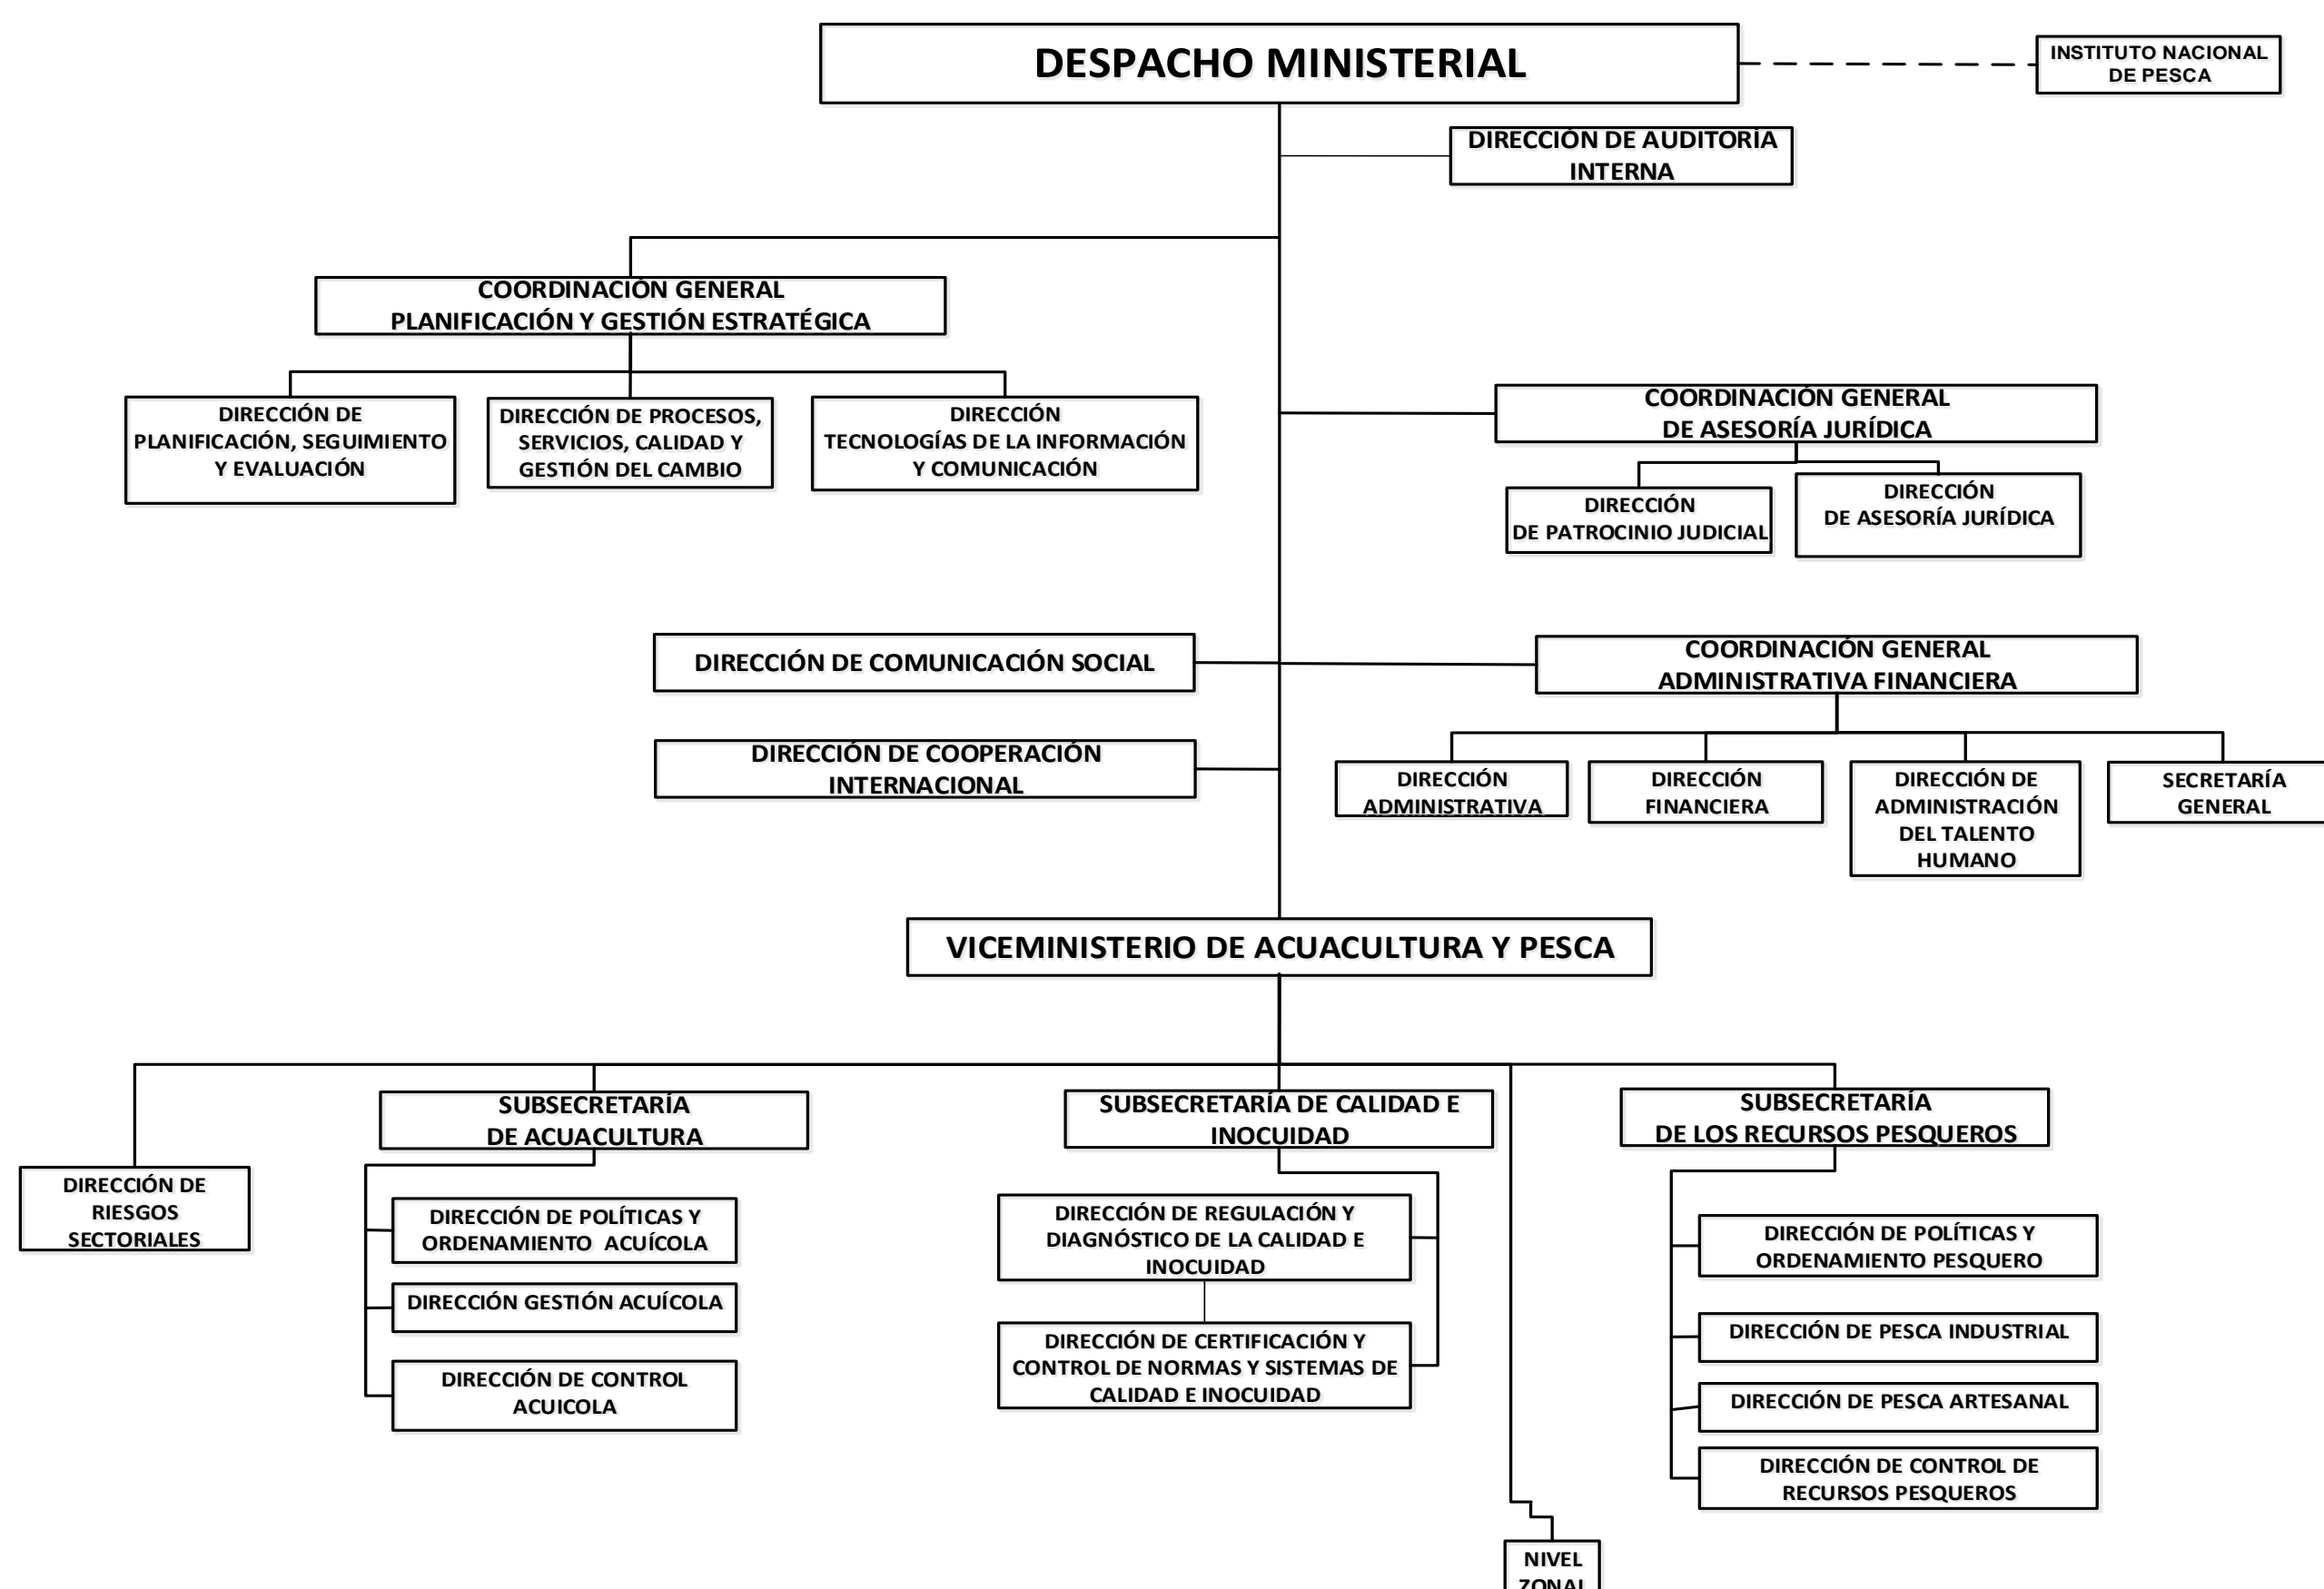 DESPACHO MINISTERIAL
INSTITUTO NACIONAL
DE PESCA
DIRECCIÓN DE AUDITORÍA
INTERNA
COORDINACIÓN GENERAL
PLANIFICACIÓN Y GESTIÓN ESTRATÉGICA
DIRECCIÓN DE
PLANIFICACIÓN, SEGUIMIENTO
Y EVALUACIÓN
DIRECCIÓN DE PROCESOS,
SERVICIOS, CALIDAD Y
GESTIÓN DEL CAMBIO
DIRECCIÓN
TECNOLOGÍAS DE LA INFORMACIÓN
Y COMUNICACIÓN
COORDINACIÓN GENERAL
DE ASESORÍA JURÍDICA
DIRECCIÓN
DE PATROCINIO JUDICIAL
DIRECCIÓN
DE ASESORÍA JURÍDICA
DIRECCIÓN DE COMUNICACIÓN SOCIAL
COORDINACIÓN GENERAL
ADMINISTRATIVA FINANCIERA
DIRECCIÓN DE COOPERACIÓN
INTERNACIONAL
DIRECCIÓN
ADMINISTRATIVA
DIRECCIÓN
FINANCIERA
DIRECCIÓN DE
ADMINISTRACIÓN
DEL TALENTO
HUMANO
SECRETARÍA
GENERAL
VICEMINISTERIO DE ACUACULTURA Y PESCA
DIRECCIÓN DE
RIESGOS
SECTORIALES
SUBSECRETARÍA
DE ACUACULTURA
DIRECCIÓN DE POLÍTICAS Y
ORDENAMIENTO ACUÍCOLA
DIRECCIÓN GESTIÓN ACUÍCOLA
DIRECCIÓN DE CONTROL
ACUICOLA
SUBSECRETARÍA DE CALIDAD E
INOCUIDAD
DIRECCIÓN DE REGULACIÓN Y
DIAGNÓSTICO DE LA CALIDAD E
INOCUIDAD
DIRECCIÓN DE CERTIFICACIÓN Y
CONTROL DE NORMAS Y SISTEMAS DE
CALIDAD E INOCUIDAD
SUBSECRETARÍA
DE LOS RECURSOS PESQUEROS
DIRECCIÓN DE POLÍTICAS Y
ORDENAMIENTO PESQUERO
DIRECCIÓN DE PESCA INDUSTRIAL
DIRECCIÓN DE PESCA ARTESANAL
DIRECCIÓN DE CONTROL DE
RECURSOS PESQUEROS
NIVEL
ZONAL